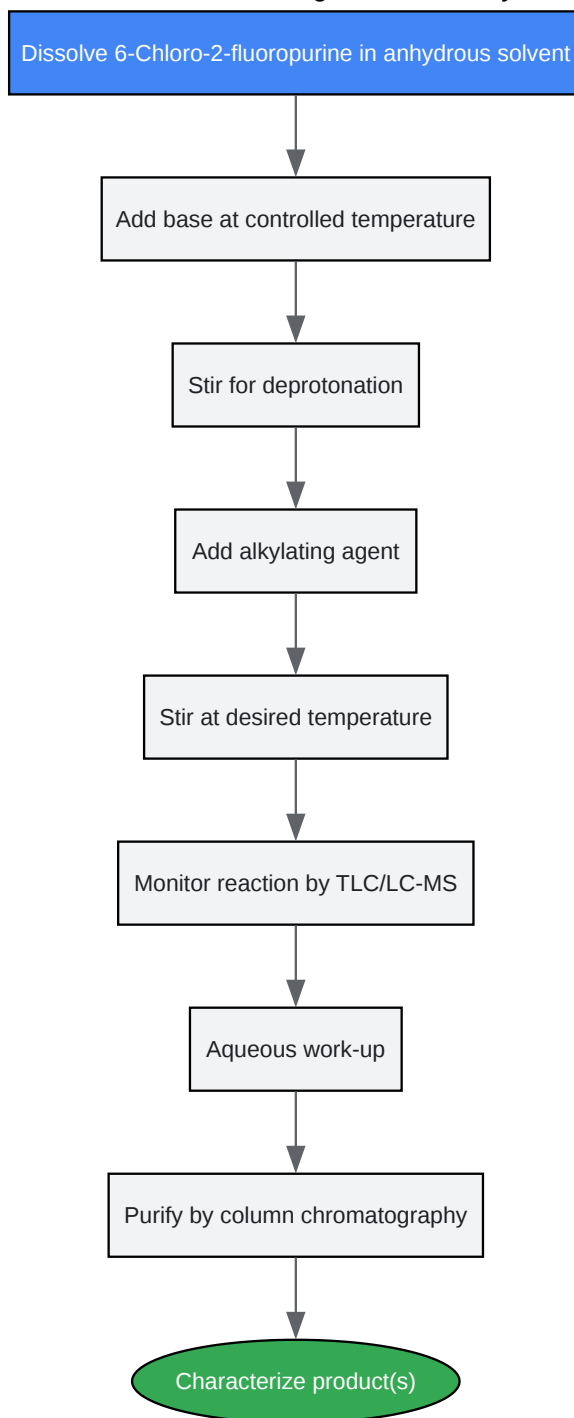 Dissolve 6-Chloro-2-fluoropurine in anhydrous solvent
Add base at controlled temperature
Stir for deprotonation
Add alkylating agent
Stir at desired temperature
Monitor reaction by TLC/LC-MS
Aqueous work-up
Purify by column chromatography
Characterize product(s)